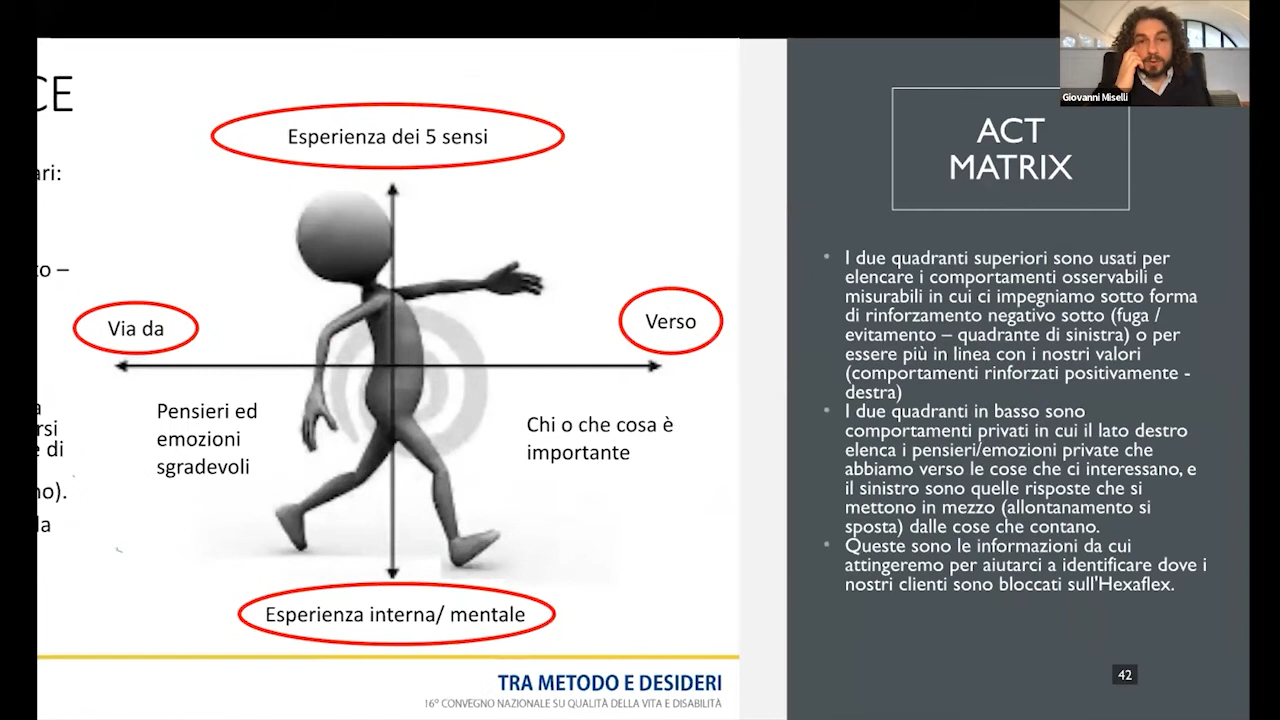 CE
ari:
to –
a
rsi
e di
no).
la
Esperienza dei 5 sensi
Via da
Verso
Pensieri ed
emozioni
sgradevoli
Chi o che cosa è
importante
Esperienza interna/ mentale
TRA METODO E DESIDERI
16° CONVEGNO NAZIONALE SU QUALITÀ DELLA VITA E DISABILITÀ
Giovanni Miselli
ACT
MATRIX
• I due quadranti superiori sono usati per
elencare i comportamenti osservabili e
misurabili in cui ci impegniamo sotto forma
di rinforzamento negativo sotto (fuga /
evitamento – quadrante di sinistra) o per
essere più in linea con i nostri valori
(comportamenti rinforzati positivamente -
destra)
• I due quadranti in basso sono
comportamenti privati in cui il lato destro
elenca i pensieri/emozioni private che
abbiamo verso le cose che ci interessano, e
il sinistro sono quelle risposte che si
mettono in mezzo (allontanamento si
sposta) dalle cose che contano.
• Queste sono le informazioni da cui
attingeremo per aiutarci a identificare dove i
nostri clienti sono bloccati sull'Hexaflex.
42